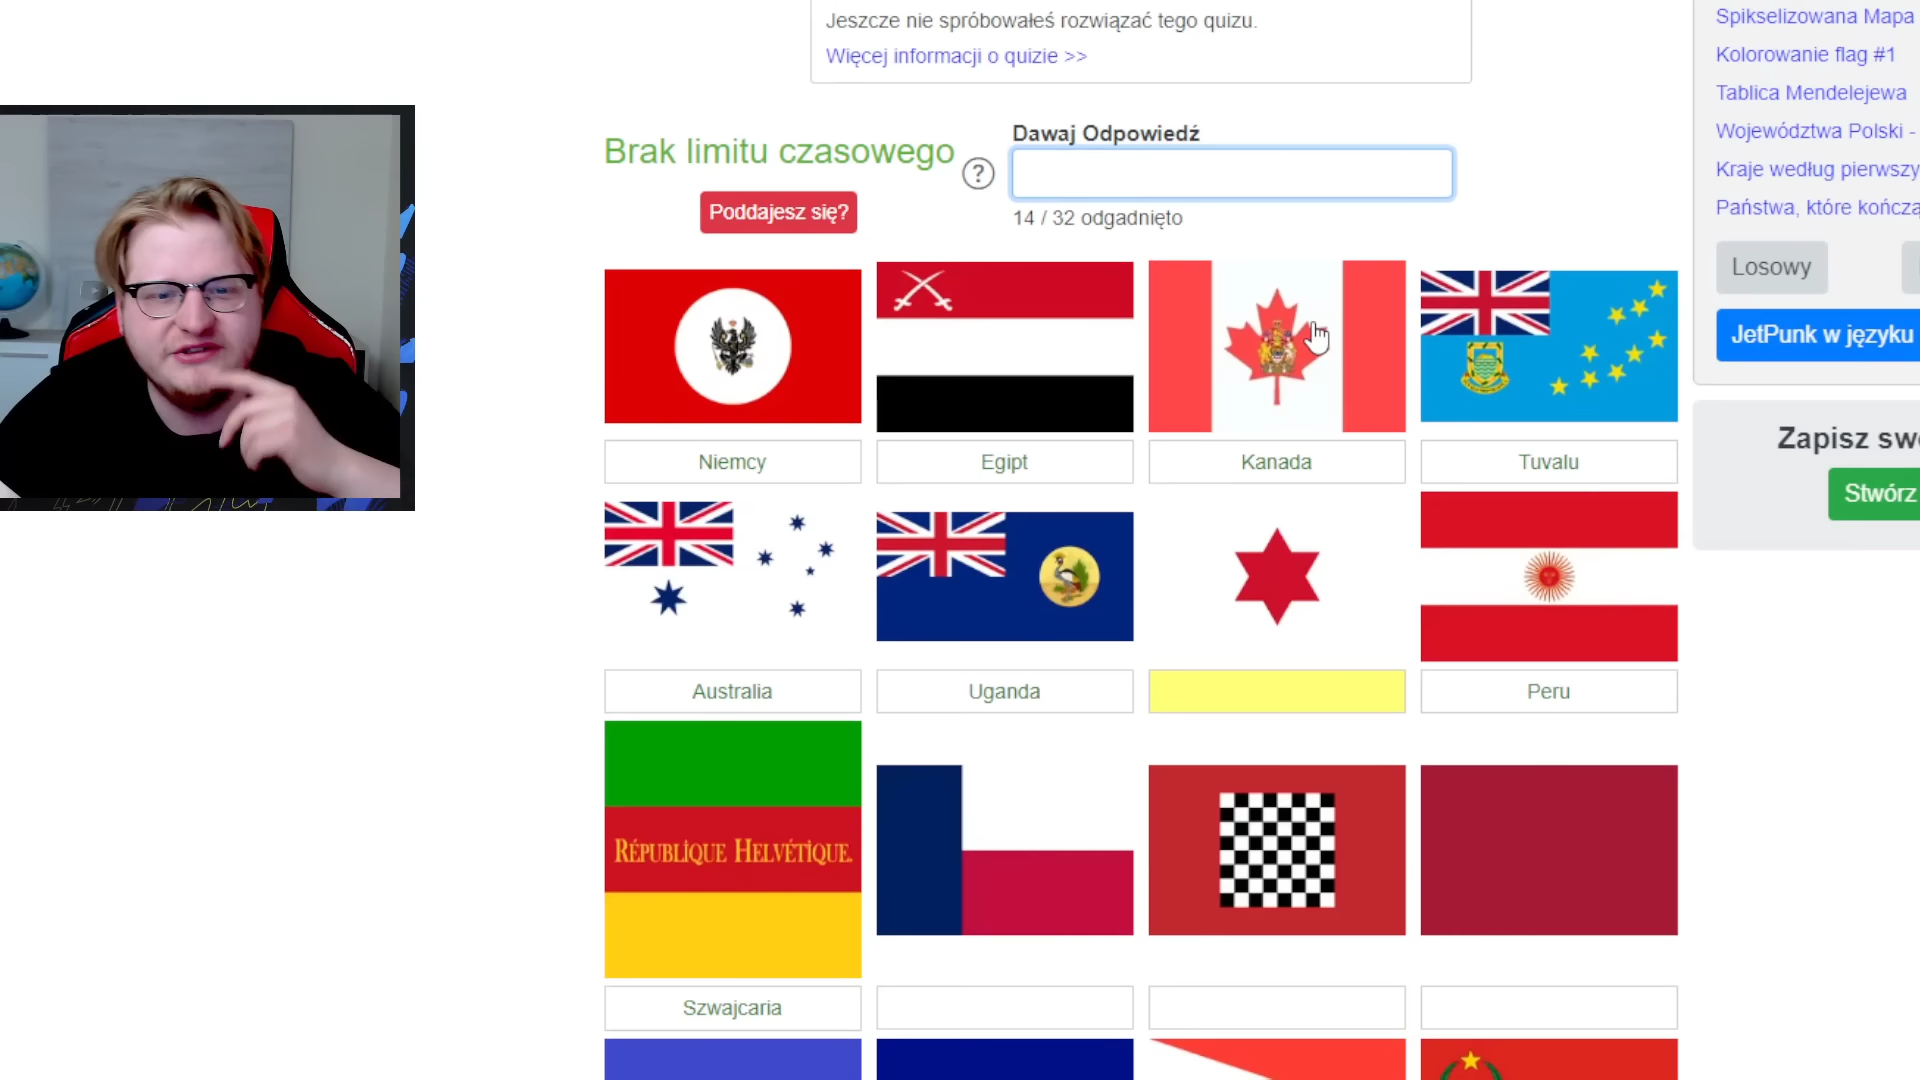 Jeszcze nie spróbowałeś rozwiązać tego quizu.
Więcej informacji o quizie >>
Spikselizowana Mapa
Kolorowanie flag #1
Tablica Mendelejewa
Województwa Polski -
Kraje według pierwszy
Państwa, które kończą
Losowy
JetPunk w języku
Zapisz swo
Stwórz
Brak limitu czasowego
?
Dawaj Odpowiedź
Poddajesz się?
14 / 32 odgadnięto
Niemcy
Egipt
Kanada
Tuvalu
Australia
Uganda
Peru
RÉPUBLIQUE HELVÉTIQUE.
Szwajcaria